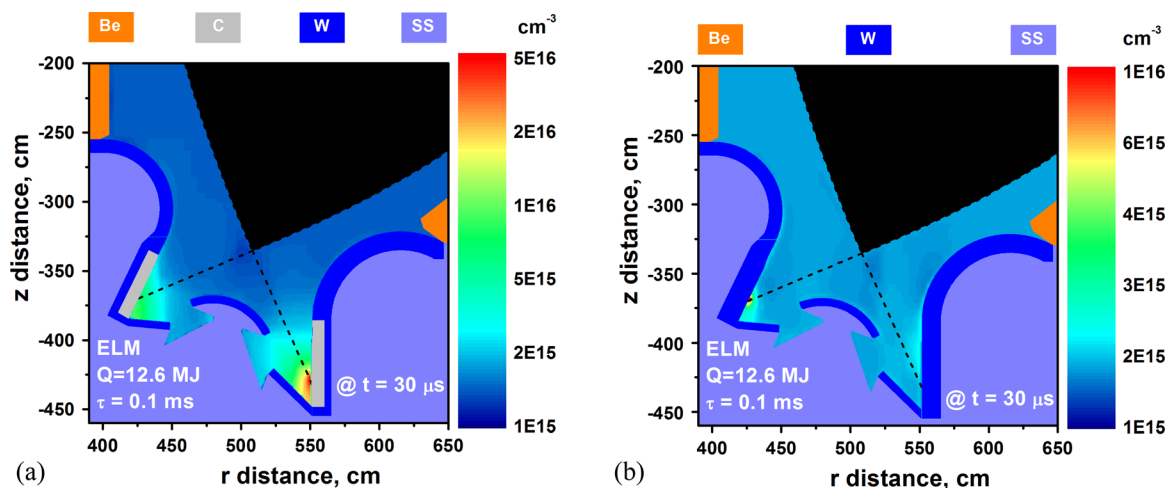 Be C W SS cm-3
5E16
2E16
1E16
5E15
2E15
1E15
z distance, cm
-200
-250
-300
-350
-400
-450
ELM
Q=12.6 MJ
τ = 0.1 ms
@ t = 30 μs
400 450 500 550 600 650
r distance, cm
(a)
Be W SS cm-3
1E16
6E15
4E15
3E15
2E15
1E15
z distance, cm
-200
-250
-300
-350
-400
-450
ELM
Q=12.6 MJ
τ = 0.1 ms
@ t = 30 μs
400 450 500 550 600 650
r distance, cm
(b)